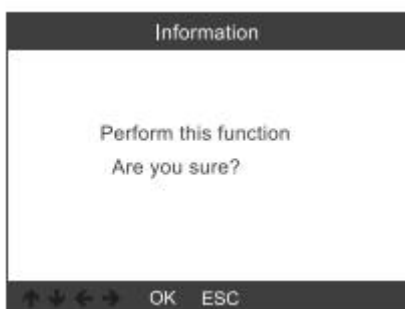 Information
Perform this function
Are you sure?
OK ESC